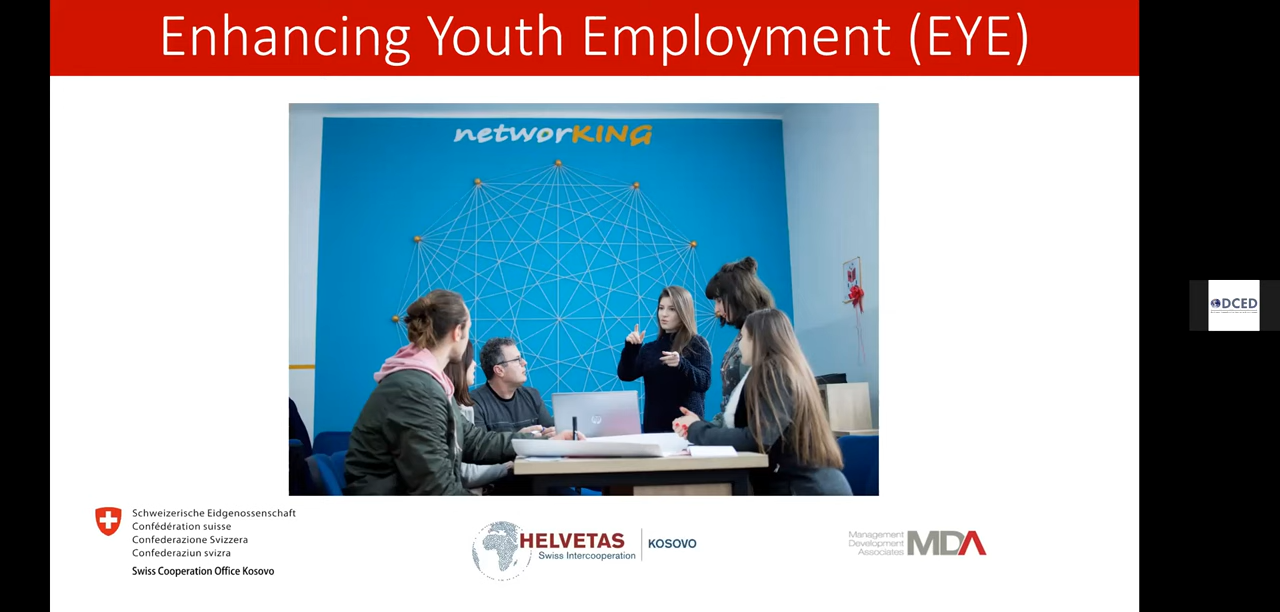 Enhancing Youth Employment (EYE)
networKING
hp
DCED
Schweizerische Eidgenossenschaft
Confédération suisse
Confederazione Svizzera
Confederaziun svizra
Swiss Cooperation Office Kosovo
HELVETAS
Swiss Intercooperation
KOSOVO
Management
Development
Associates
MDA